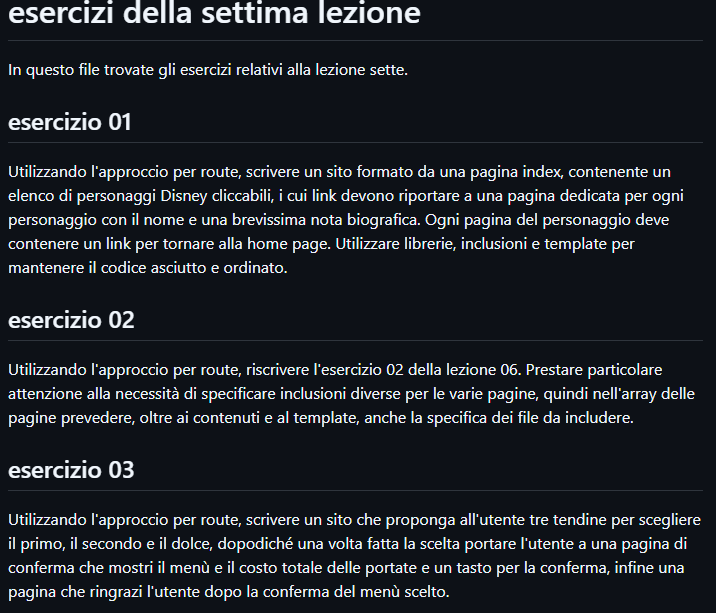 esercizi della settima lezione
In questo file trovate gli esercizi relativi alla lezione sette.
esercizio 01
Utilizzando l'approccio per route, scrivere un sito formato da una pagina index, contenente un
elenco di personaggi Disney cliccabili, i cui link devono riportare a una pagina dedicata per ogni
personaggio con il nome e una brevissima nota biografica. Ogni pagina del personaggio deve
contenere un link per tornare alla home page. Utilizzare librerie, inclusioni e template per
mantenere il codice asciutto e ordinato.
esercizio 02
Utilizzando l'approccio per route, riscrivere l'esercizio 02 della lezione 06. Prestare particolare
attenzione alla necessità di specificare inclusioni diverse per le varie pagine, quindi nell'array delle
pagine prevedere, oltre ai contenuti e al template, anche la specifica dei file da includere.
esercizio 03
Utilizzando l'approccio per route, scrivere un sito che proponga all'utente tre tendine per scegliere
il primo, il secondo e il dolce, dopodiché una volta fatta la scelta portare l'utente a una pagina di
conferma che mostri il menù e il costo totale delle portate e un tasto per la conferma, infine una
pagina che ringrazi l'utente dopo la conferma del menù scelto.